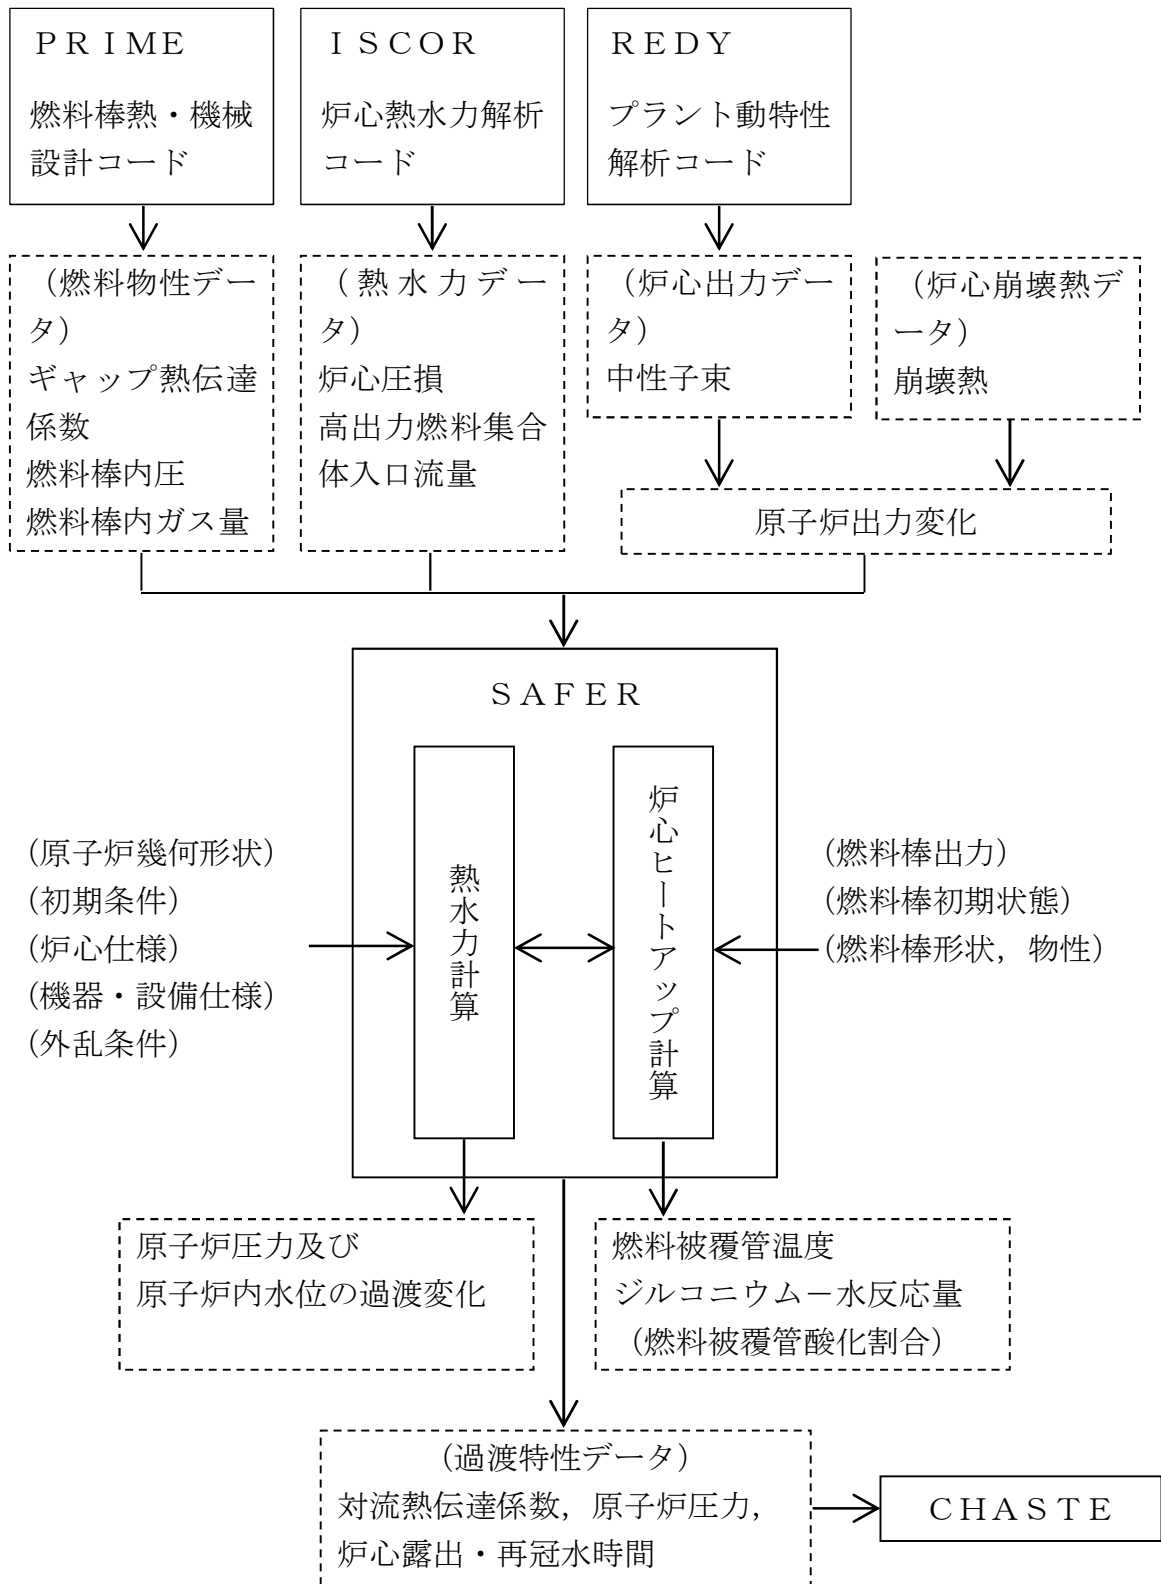 ＰＲＩＭＥ
燃料棒熱・機械
設計コード
ＩＳＣＯＲ
炉心熱水力解析
コード
ＲＥＤＹ
プラント動特性
解析コード
（燃料物性デー
タ）
ギャップ熱伝達
係数
燃料棒内圧
燃料棒内ガス量
（熱水力デー
タ）
炉心圧損
高出力燃料集合
体入口流量
（炉心出力デー
タ）
中性子束
（炉心崩壊熱デ
ータ）
崩壊熱
原子炉出力変化
ＳＡＦＥＲ
(原子炉幾何形状)
(初期条件)
(炉心仕様)
(機器・設備仕様)
(外乱条件)
熱水力計算
炉心ヒートアップ計算
(燃料棒出力)
(燃料棒初期状態)
(燃料棒形状，物性)
原子炉圧力及び
原子炉内水位の過渡変化
燃料被覆管温度
ジルコニウム－水反応量
（燃料被覆管酸化割合）
（過渡特性データ）
対流熱伝達係数，原子炉圧力，
炉心露出・再冠水時間
ＣＨＡＳＴＥ